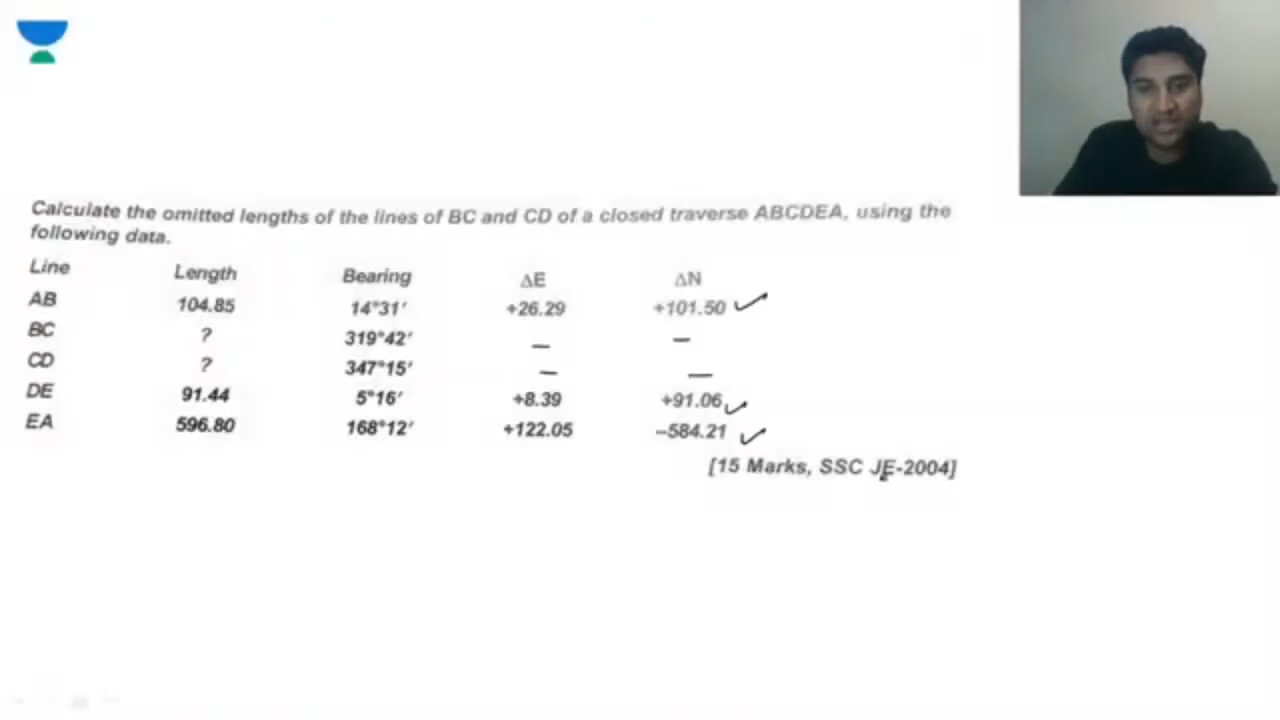 Calculate the omitted lengths of the lines of BC and CD of a closed traverse ABCDEA, using the
following data.
Line Length Bearing ΔE ΔN
AB 104.85 14°31' +26.29 +101.50
BC ? 319°42' – –
CD ? 347°15' – –
DE 91.44 5°16' +8.39 +91.06
EA 596.80 168°12' +122.05 –584.21
[15 Marks, SSC JE-2004]